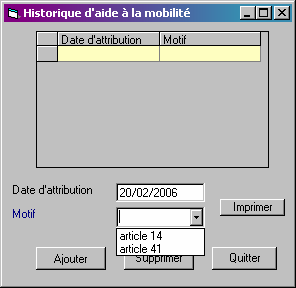 Historique d'aide à la mobilité
Date d'attribution Motif
Date d'attribution 20/02/2006
Imprimer
Motif
article 14
article 41
Ajouter Supprimer Quitter